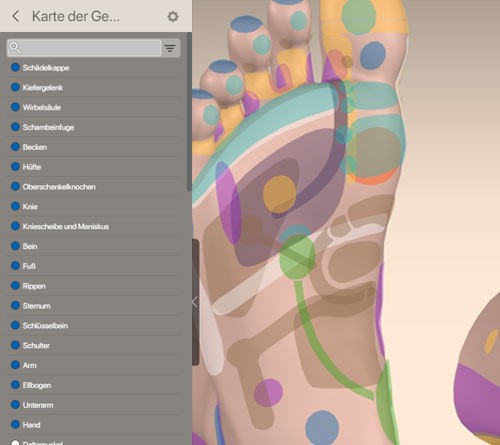 Karte der Ge...
Schädelkappe
Kiefergelenk
Wirbelsäule
Schambeinfuge
Becken
Hüfte
Oberschenkelknochen
Knie
Kniescheibe und Meniskus
Bein
Fuß
Rippen
Sternum
Schlüsselbein
Schulter
Arm
Ellbogen
Unterarm
Hand
Deltamuskel